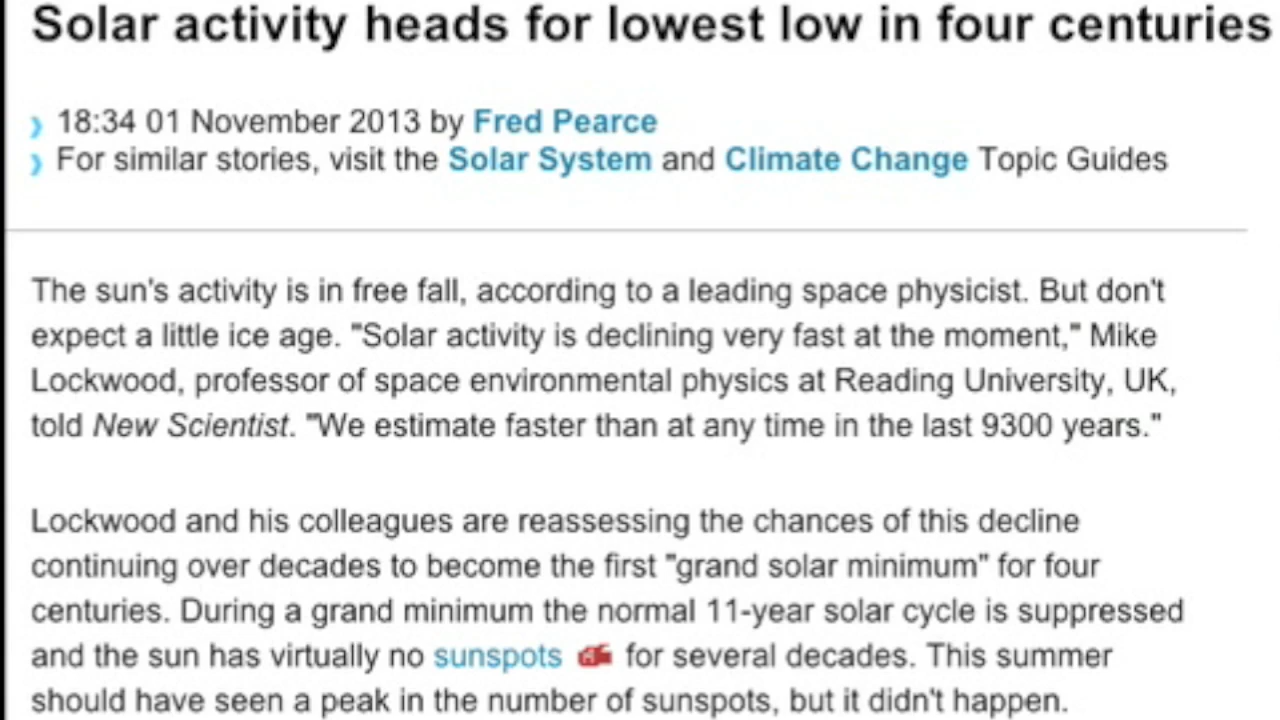 Solar activity heads for lowest low in four centuries
18:34 01 November 2013 by Fred Pearce
For similar stories, visit the Solar System and Climate Change Topic Guides
The sun's activity is in free fall, according to a leading space physicist. But don't
expect a little ice age. "Solar activity is declining very fast at the moment," Mike
Lockwood, professor of space environmental physics at Reading University, UK,
told New Scientist. "We estimate faster than at any time in the last 9300 years."
Lockwood and his colleagues are reassessing the chances of this decline
continuing over decades to become the first "grand solar minimum" for four
centuries. During a grand minimum the normal 11-year solar cycle is suppressed
and the sun has virtually no sunspots for several decades. This summer
should have seen a peak in the number of sunspots, but it didn't happen.